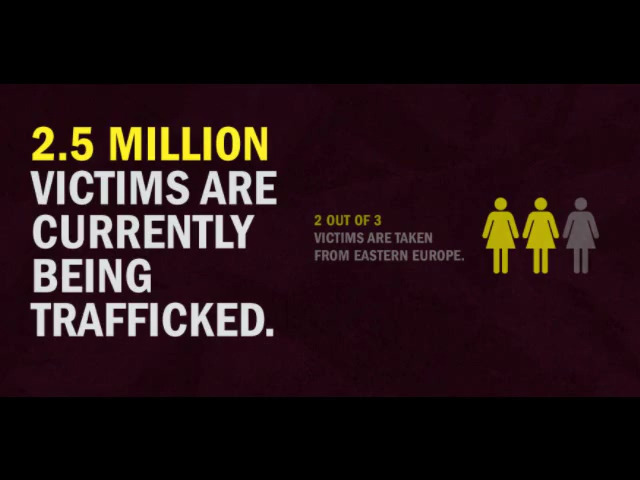 2.5 MILLION
VICTIMS ARE
CURRENTLY
BEING
TRAFFICKED.
2 OUT OF 3
VICTIMS ARE TAKEN
FROM EASTERN EUROPE.